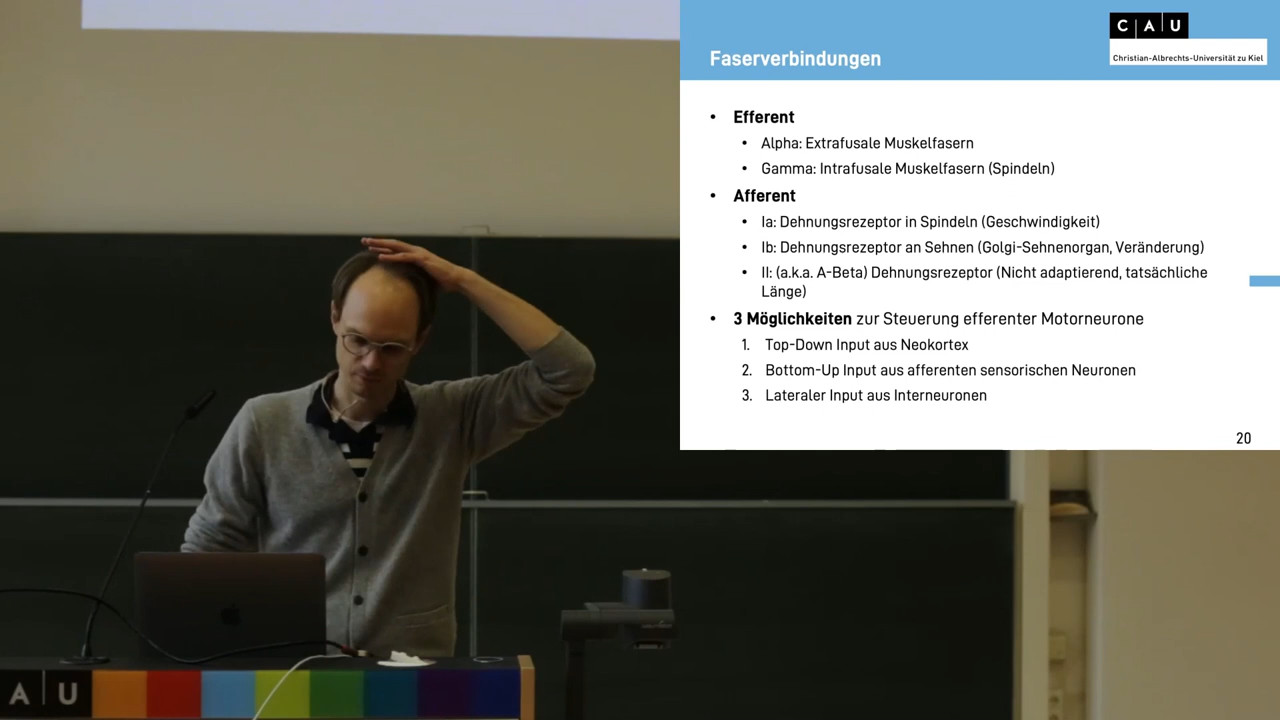 Faserverbindungen
C A U
Christian-Albrechts-Universität zu Kiel
• Efferent
• Alpha: Extrafusale Muskelfasern
• Gamma: Intrafusale Muskelfasern (Spindeln)
• Afferent
• Ia: Dehnungsrezeptor in Spindeln (Geschwindigkeit)
• Ib: Dehnungsrezeptor an Sehnen (Golgi-Sehnenorgan, Veränderung)
• II: (a.k.a. A-Beta) Dehnungsrezeptor (Nicht adaptierend, tatsächliche
Länge)
• 3 Möglichkeiten zur Steuerung efferenter Motorneurone
1. Top-Down Input aus Neokortex
2. Bottom-Up Input aus afferenten sensorischen Neuronen
3. Lateraler Input aus Interneuronen
20
A U